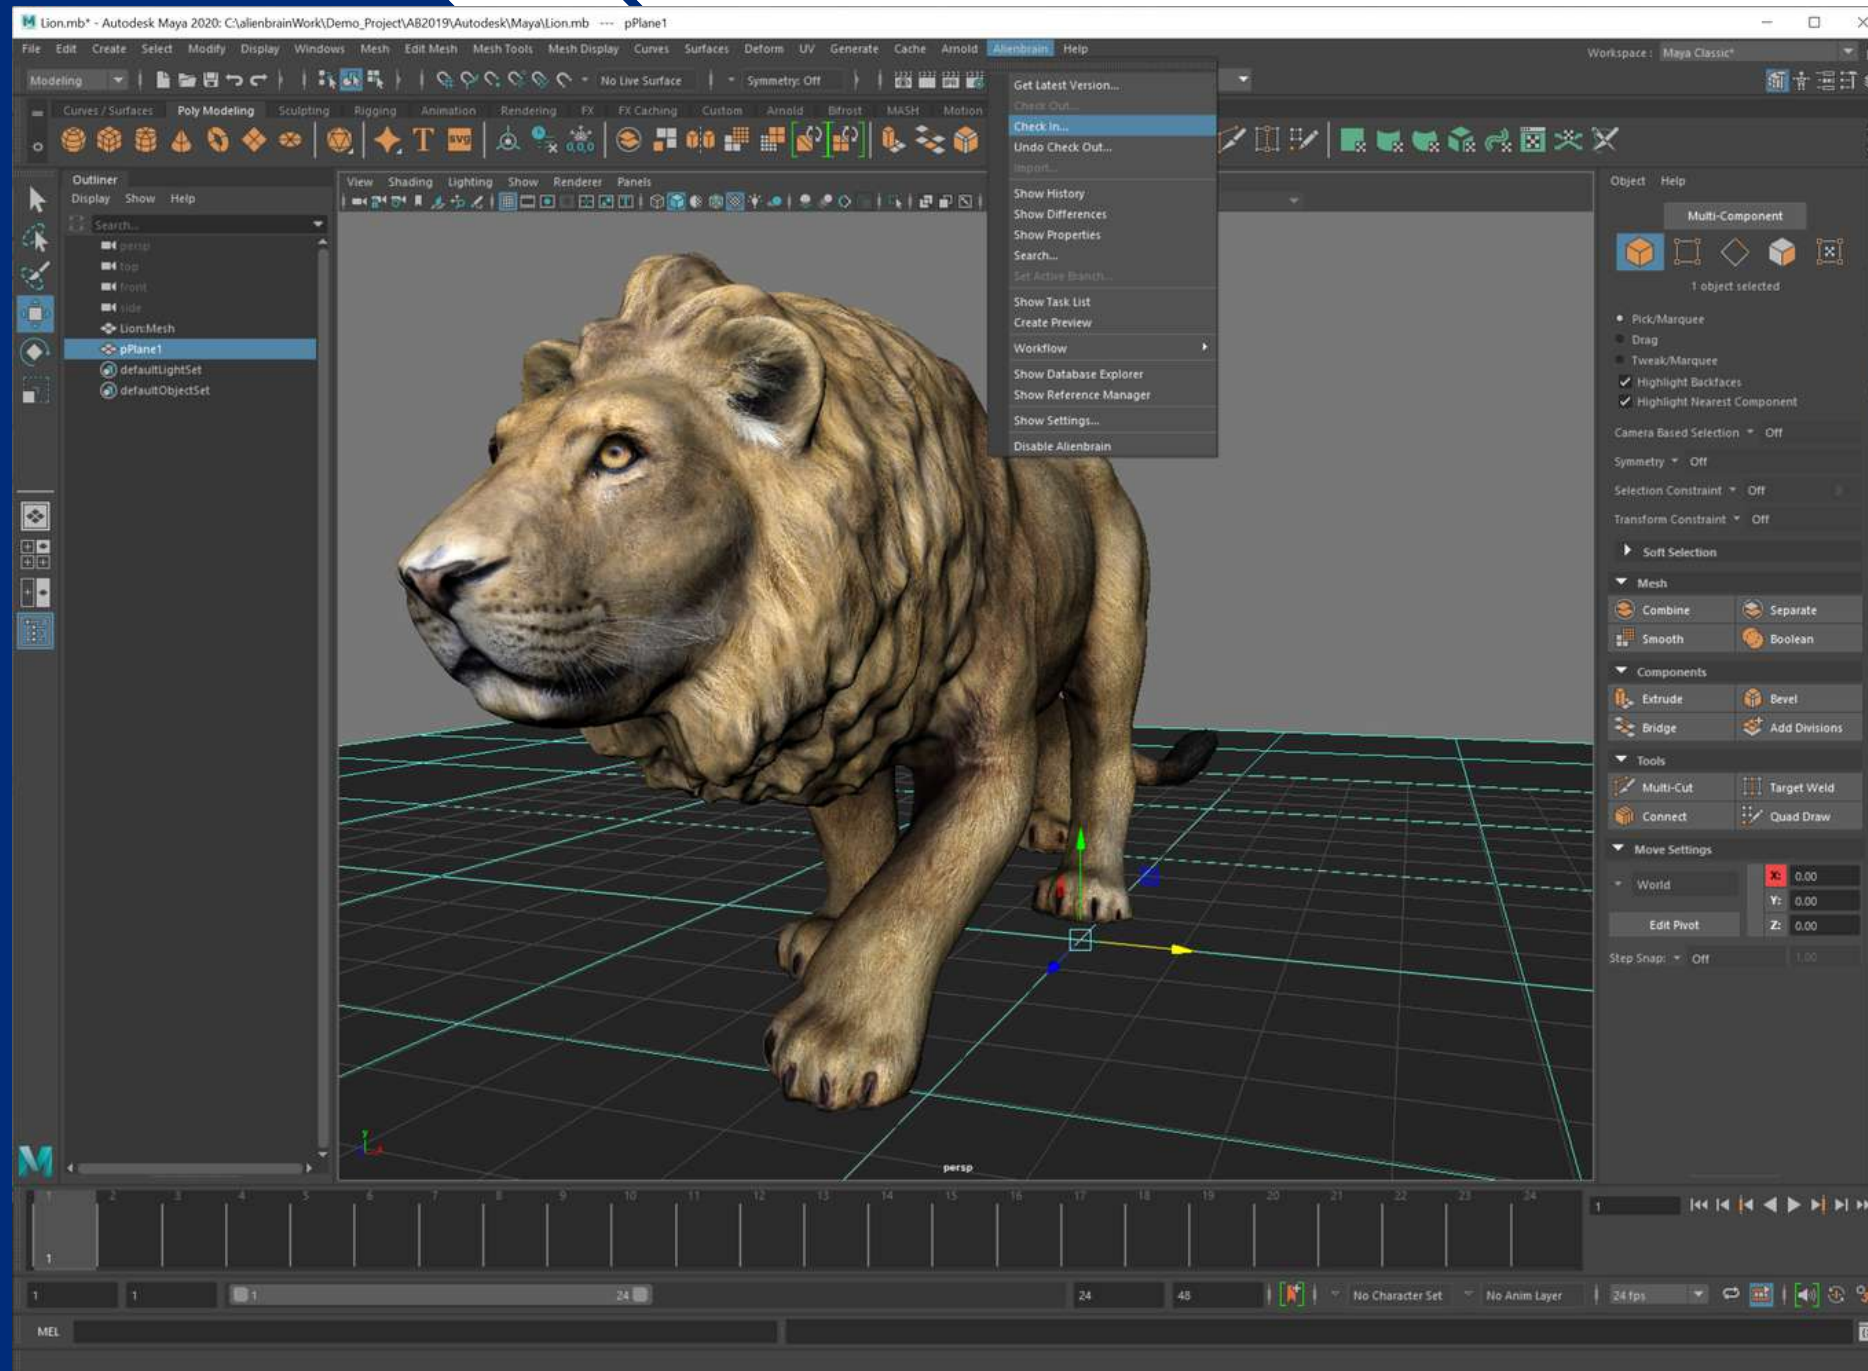 Lion.mb* - Autodesk Maya 2020: C:\alienbrainWork\Demo_Project\AB2019\Autodesk\Maya\Lion.mb --- pPlane1
File Edit Create Select Modify Display Windows Mesh Edit Mesh Mesh Tools Mesh Display Curves Surfaces Deform UV Generate Cache Arnold Alienbrain Help
Workspace: Maya Classic*
Modeling No Live Surface Symmetry: Off
Curves / Surfaces Poly Modeling Sculpting Rigging Animation Rendering FX FX Caching Custom Arnold Bifrost MASH Motion
T SVG 0,0,0
Get Latest Version...
Check Out...
Check In...
Undo Check Out...
Import...
Show History
Show Differences
Show Properties
Search...
Set Active Branch...
Show Task List
Create Preview
Workflow
Show Database Explorer
Show Reference Manager
Show Settings...
Disable Alienbrain
Outliner
Display Show Help
Search...
persp
top
front
side
Lion:Mesh
pPlane1
defaultLightSet
defaultObjectSet
View Shading Lighting Show Renderer Panels
persp
Object Help
Multi-Component
1 object selected
Pick/Marquee
Drag
Tweak/Marquee
Highlight Backfaces
Highlight Nearest Component
Camera Based Selection Off
Symmetry Off
Selection Constraint Off
Transform Constraint Off
Soft Selection
Mesh
Combine Separate
Smooth Boolean
Components
Extrude Bevel
Bridge Add Divisions
Tools
Multi-Cut Target Weld
Connect Quad Draw
Move Settings
World X: 0.00
Y: 0.00
Edit Pivot Z: 0.00
Step Snap: Off 1.00
1 2 3 4 5 6 7 8 9 10 11 12 13 14 15 16 17 18 19 20 21 22 23 24
1
1
1 1 1 24 24 48 No Character Set No Anim Layer 24 fps
MEL